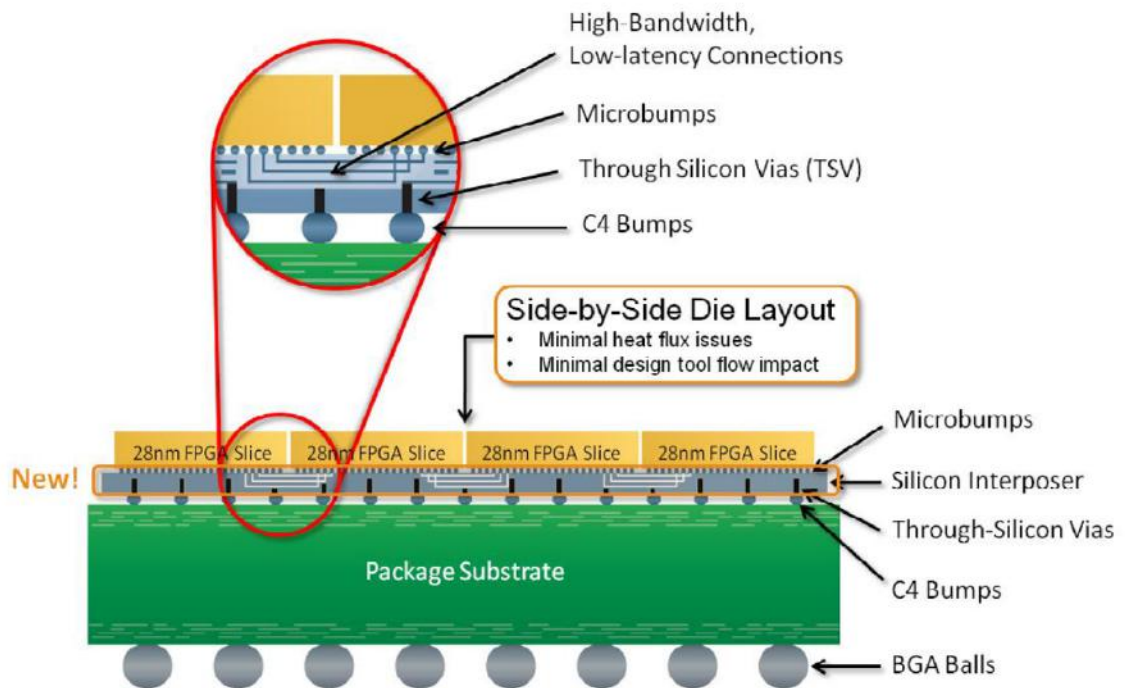 High-Bandwidth,
Low-latency Connections
Microbumps
Through Silicon Vias (TSV)
C4 Bumps
Side-by-Side Die Layout
• Minimal heat flux issues
• Minimal design tool flow impact
Microbumps
28nm FPGA Slice 28nm FPGA Slice 28nm FPGA Slice 28nm FPGA Slice
New!
Silicon Interposer
Through-Silicon Vias
C4 Bumps
Package Substrate
BGA Balls